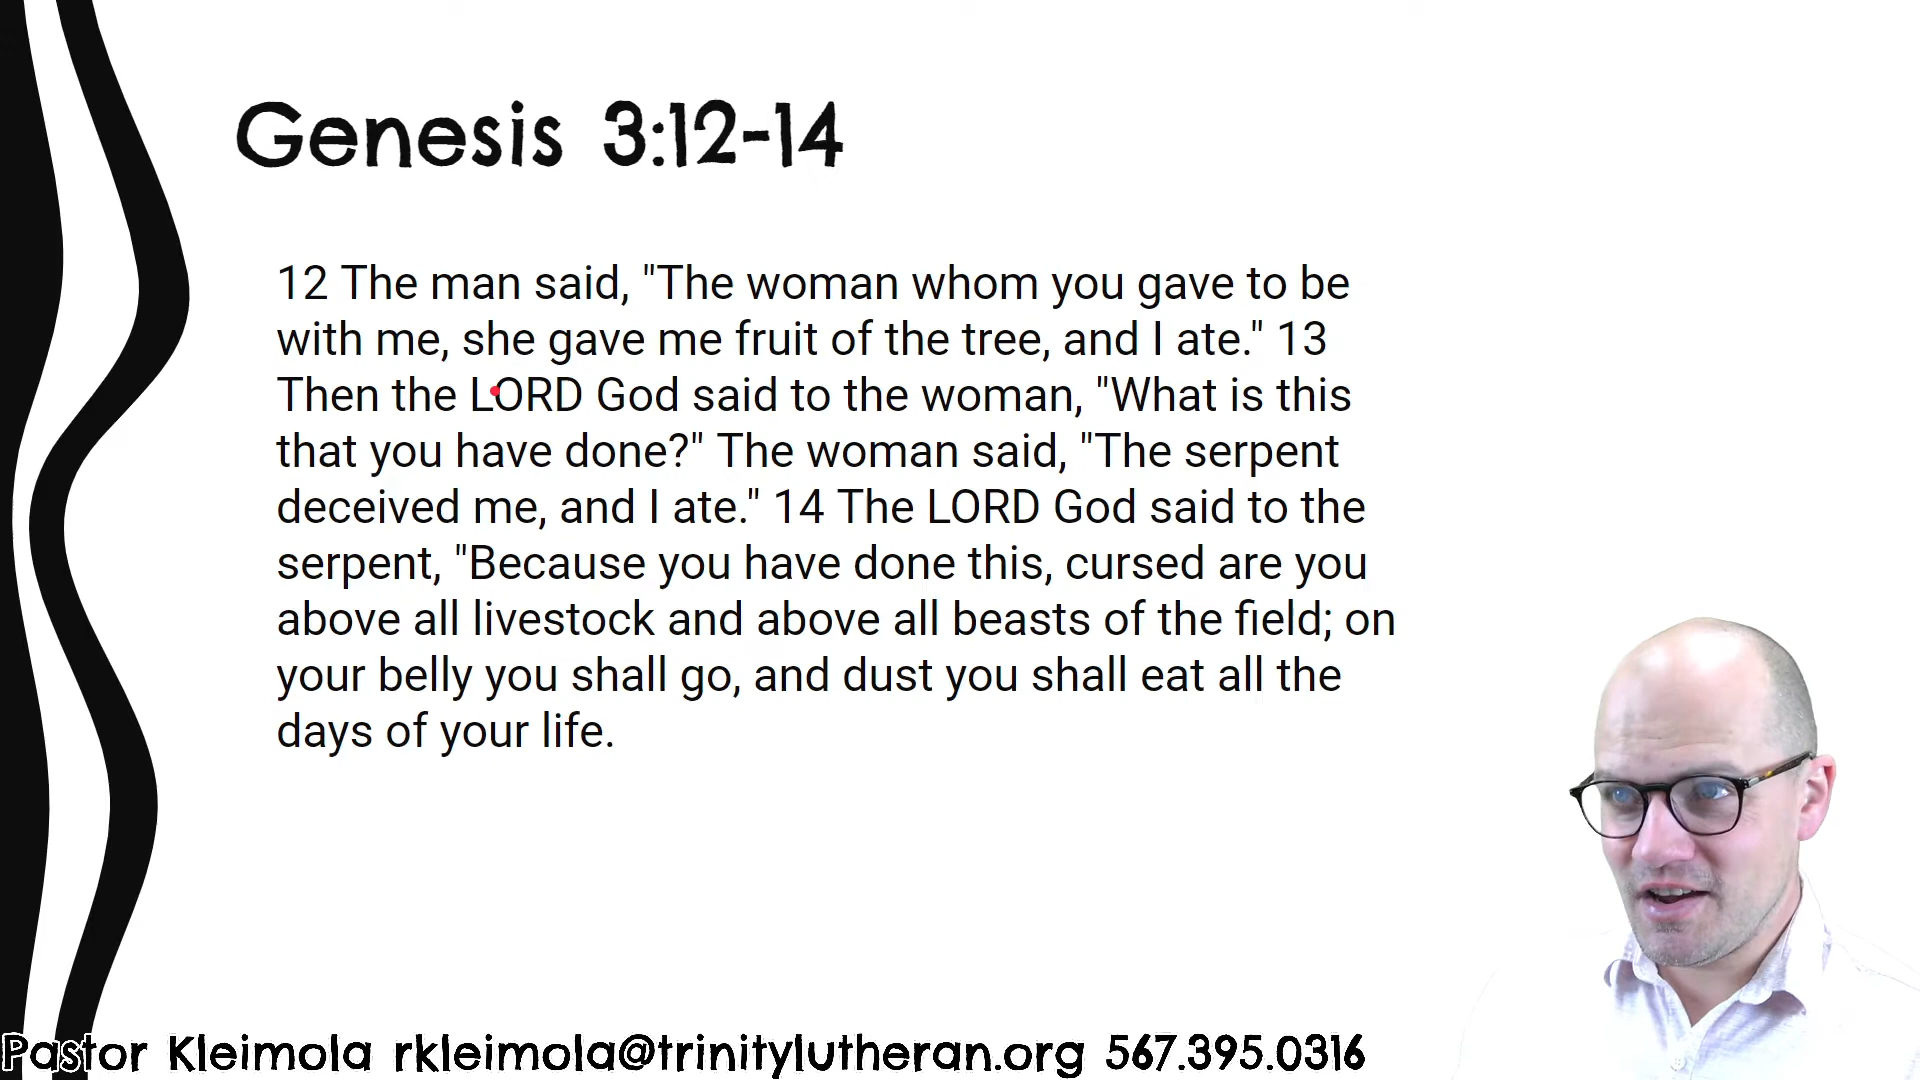 Genesis 3:12-14
12 The man said, "The woman whom you gave to be
with me, she gave me fruit of the tree, and I ate." 13
Then the LORD God said to the woman, "What is this
that you have done?" The woman said, "The serpent
deceived me, and I ate." 14 The LORD God said to the
serpent, "Because you have done this, cursed are you
above all livestock and above all beasts of the field; on
your belly you shall go, and dust you shall eat all the
days of your life.
Pastor Kleimola rkleimola@trinitylutheran.org 567.395.0316